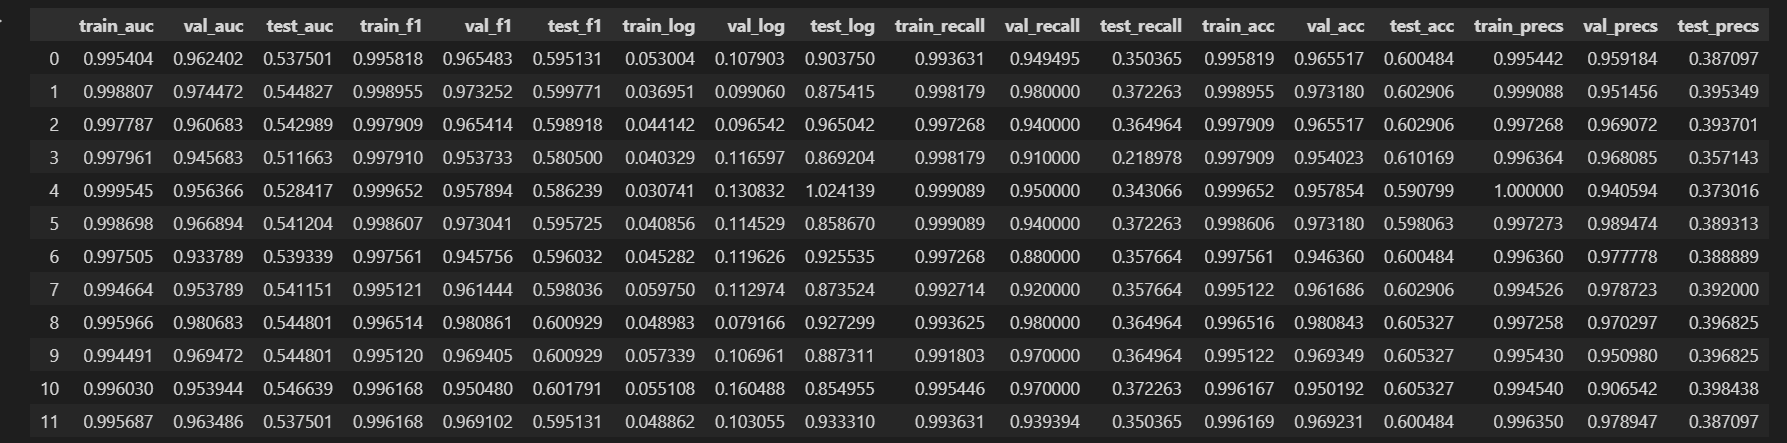 train_auc val_auc test_auc train_f1 val_f1 test_f1 train_log val_log test_log train_recall val_recall test_recall train_acc val_acc test_acc train_precs val_precs test_precs
0 0.995404 0.962402 0.537501 0.995818 0.965483 0.595131 0.053004 0.107903 0.903750 0.993631 0.949495 0.350365 0.995819 0.965517 0.600484 0.995442 0.959184 0.387097
1 0.998807 0.974472 0.544827 0.998955 0.973252 0.599771 0.036951 0.099060 0.875415 0.998179 0.980000 0.372263 0.998955 0.973180 0.602906 0.999088 0.951456 0.395349
2 0.997787 0.960683 0.542989 0.997909 0.965414 0.598918 0.044142 0.096542 0.965042 0.997268 0.940000 0.364964 0.997909 0.965517 0.602906 0.997268 0.969072 0.393701
3 0.997961 0.945683 0.511663 0.997910 0.953733 0.580500 0.040329 0.116597 0.869204 0.998179 0.910000 0.218978 0.997909 0.954023 0.610169 0.996364 0.968085 0.357143
4 0.999545 0.956366 0.528417 0.999652 0.957894 0.586239 0.030741 0.130832 1.024139 0.999089 0.950000 0.343066 0.999652 0.957854 0.590799 1.000000 0.940594 0.373016
5 0.998698 0.966894 0.541204 0.998607 0.973041 0.595725 0.040856 0.114529 0.858670 0.999089 0.940000 0.372263 0.998606 0.973180 0.598063 0.997273 0.989474 0.389313
6 0.997505 0.933789 0.539339 0.997561 0.945756 0.596032 0.045282 0.119626 0.925535 0.997268 0.880000 0.357664 0.997561 0.946360 0.600484 0.996360 0.977778 0.388889
7 0.994664 0.953789 0.541151 0.995121 0.961444 0.598036 0.059750 0.112974 0.873524 0.992714 0.920000 0.357664 0.995122 0.961686 0.602906 0.994526 0.978723 0.392000
8 0.995966 0.980683 0.544801 0.996514 0.980861 0.600929 0.048983 0.079166 0.927299 0.993625 0.980000 0.364964 0.996516 0.980843 0.605327 0.997258 0.970297 0.396825
9 0.994491 0.969472 0.544801 0.995120 0.969405 0.600929 0.057339 0.106961 0.887311 0.991803 0.970000 0.364964 0.995122 0.969349 0.605327 0.995430 0.950980 0.396825
10 0.996030 0.953944 0.546639 0.996168 0.950480 0.601791 0.055108 0.160488 0.854955 0.995446 0.970000 0.372263 0.996167 0.950192 0.605327 0.994540 0.906542 0.398438
11 0.995687 0.963486 0.537501 0.996168 0.969102 0.595131 0.048862 0.103055 0.933310 0.993631 0.939394 0.350365 0.996169 0.969231 0.600484 0.996350 0.978947 0.387097